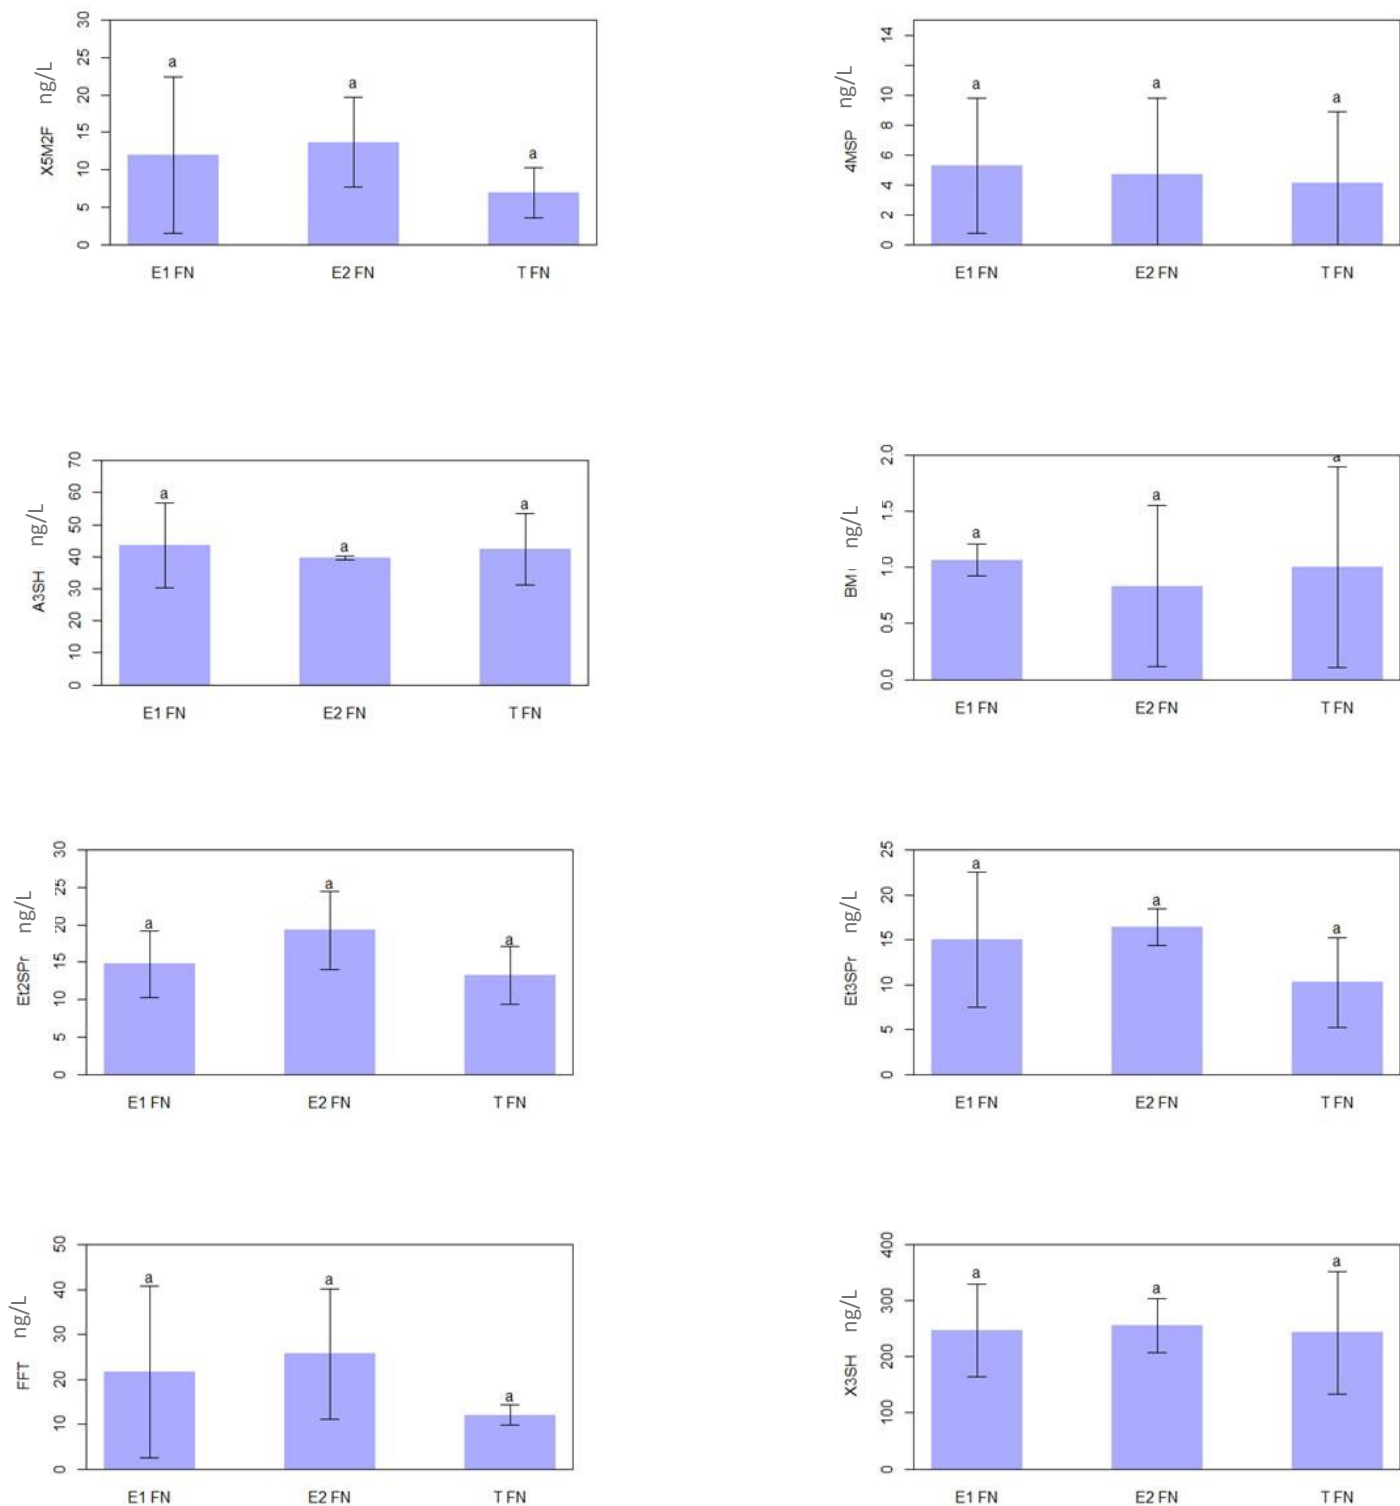 X5M2F ng/L
30
25
20
15
10
5
0
a a a
E1 FN E2 FN T FN
4MSP ng/L
14
10
8
6
4
2
0
a a a
E1 FN E2 FN T FN
A3SH ng/L
70
60
50
40
30
20
10
0
a a a
E1 FN E2 FN T FN
BM ng/L
2.0
1.5
1.0
0.5
0.0
a a a
E1 FN E2 FN T FN
Et2SPr ng/L
30
25
20
15
10
5
0
a a a
E1 FN E2 FN T FN
Et3SPr ng/L
25
20
15
10
5
0
a a a
E1 FN E2 FN T FN
FFT ng/L
50
40
30
20
10
0
a a a
E1 FN E2 FN T FN
X3SH ng/L
400
300
200
100
0
a a a
E1 FN E2 FN T FN